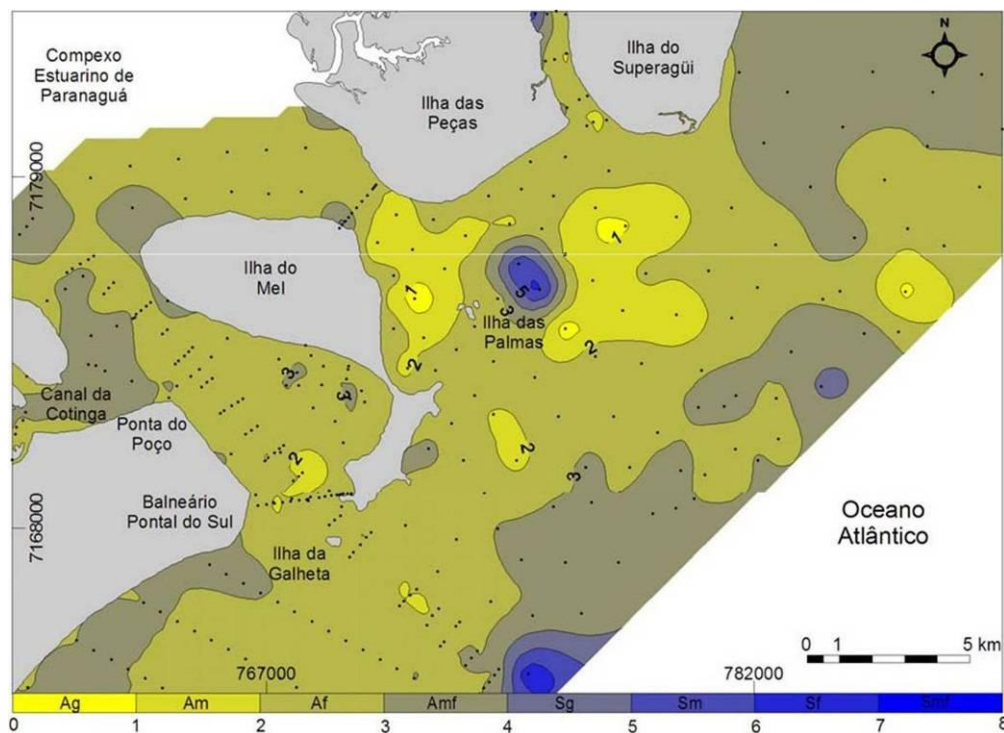 Compexo
Estuarino de
Paranaguá
Ilha das
Peças
Ilha do
Superagüi
N
7179000
Ilha do
Mel
1
1
5
3
Ilha das
Palmas
2
2
3
3
Canal da
Cotinga
Ponta do
Poço
2
2
3
Balneário
Pontal do Sul
7168000
Ilha da
Galheta
Oceano
Atlântico
0 1 5 km
767000
782000
Ag Am Af Amf Sg Sm Sf Smf
0 1 2 3 4 5 6 7 8